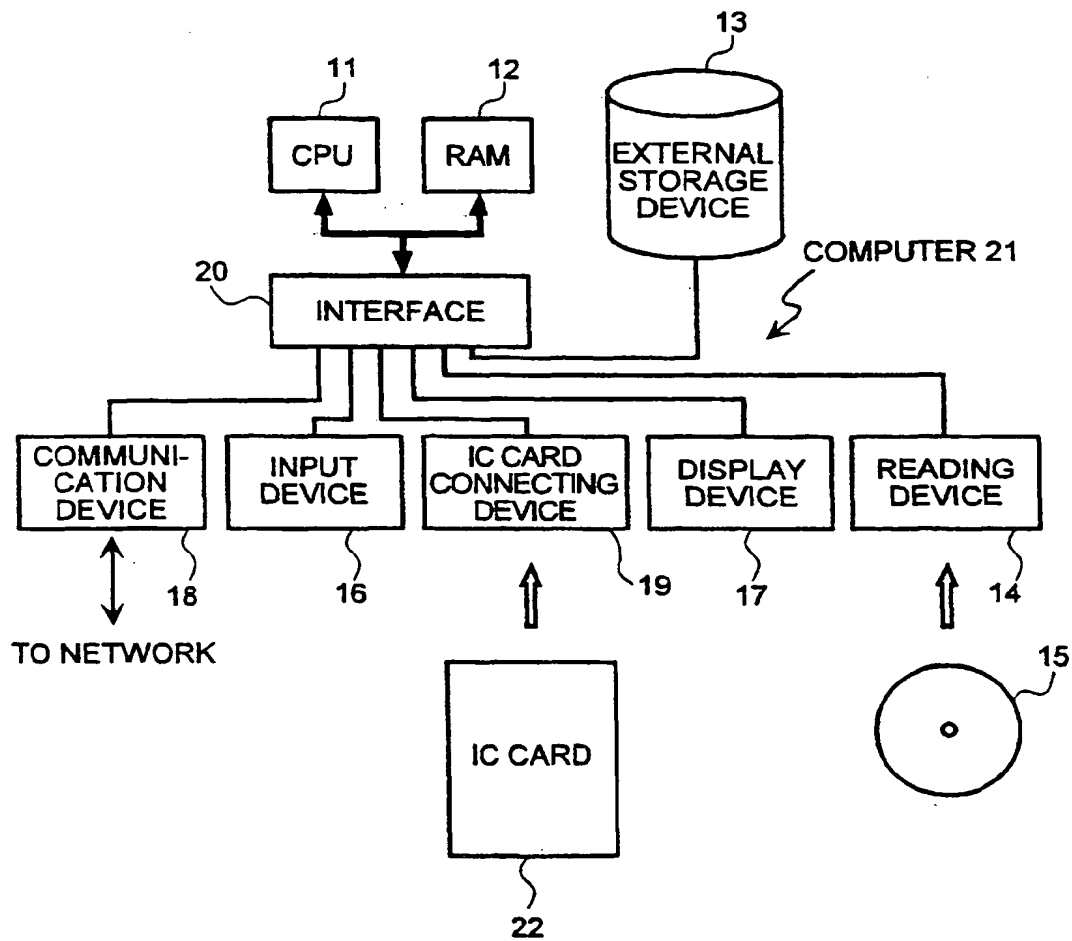 13
11
12
CPU
RAM
EXTERNAL
STORAGE
DEVICE
COMPUTER 21
20
INTERFACE
COMMUNI-
CATION
DEVICE
INPUT
DEVICE
IC CARD
CONNECTING
DEVICE
DISPLAY
DEVICE
READING
DEVICE
18
16
19
17
14
TO NETWORK
15
IC CARD
22